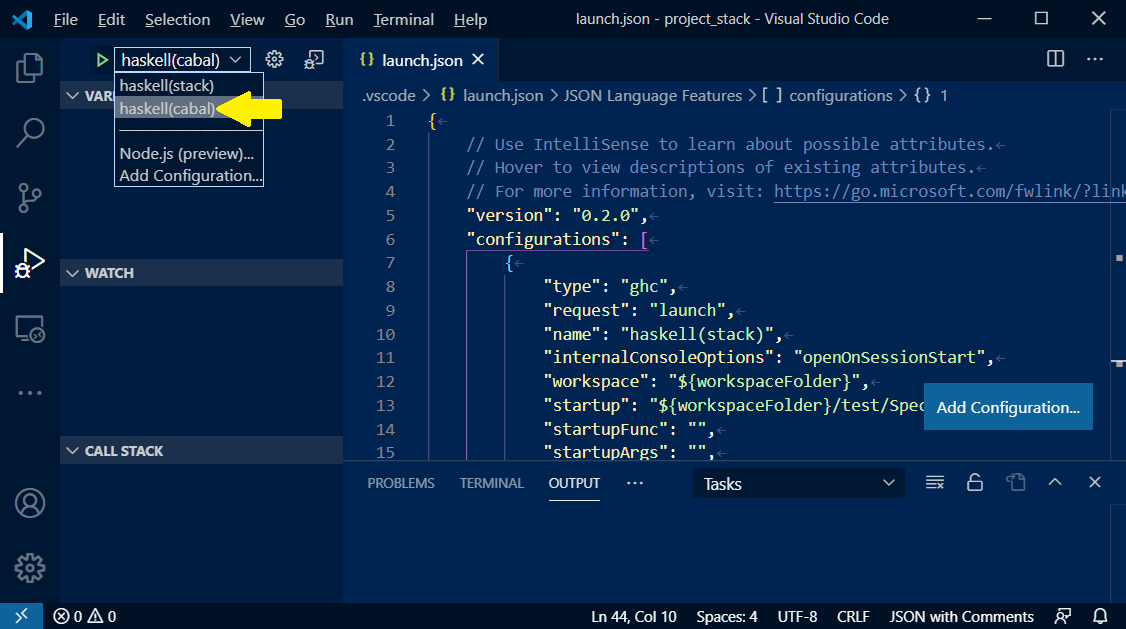 File Edit Selection View Go Run Terminal Help launch.json - project_stack - Visual Studio Code
haskell(cabal)
haskell(stack)
haskell(cabal)
Node.js (preview)...
Add Configuration...
VAR
WATCH
CALL STACK
{} launch.json
.vscode > {} launch.json > JSON Language Features > [ ] configurations > {} 1
1 {
2 // Use IntelliSense to learn about possible attributes.
3 // Hover to view descriptions of existing attributes.
4 // For more information, visit: https://go.microsoft.com/fwlink/?link
5 "version": "0.2.0",
6 "configurations": [
7 {
8 "type": "ghc",
9 "request": "launch",
10 "name": "haskell(stack)",
11 "internalConsoleOptions": "openOnSessionStart",
12 "workspace": "${workspaceFolder}",
13 "startup": "${workspaceFolder}/test/Spec
14 "startupFunc": "",
15 "startupArgs": "",
Add Configuration...
PROBLEMS TERMINAL OUTPUT ··· Tasks
0 0 Ln 44, Col 10 Spaces: 4 UTF-8 CRLF JSON with Comments